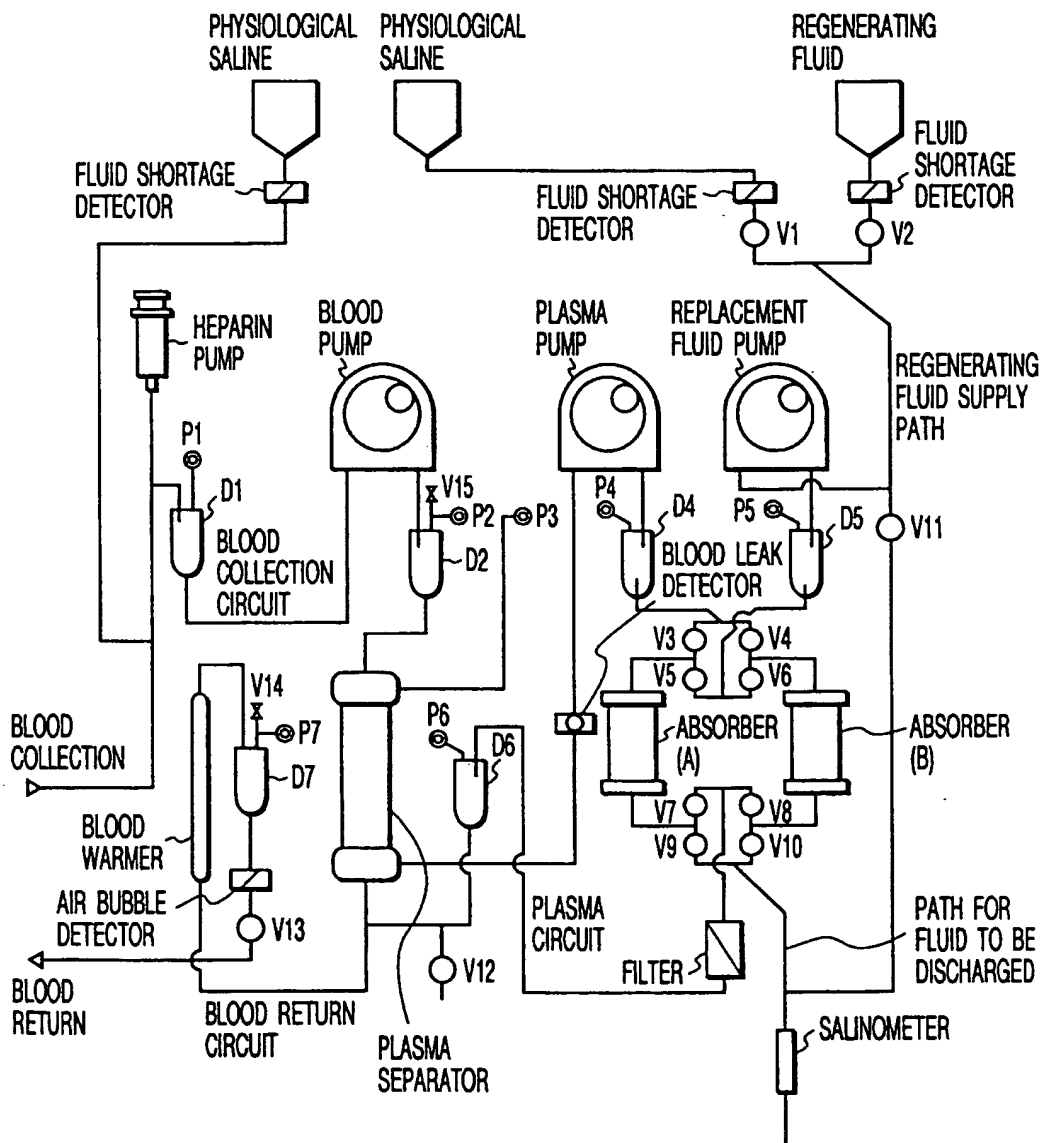 PHYSIOLOGICAL
SALINE
PHYSIOLOGICAL
SALINE
REGENERATING
FLUID
FLUID SHORTAGE
DETECTOR
FLUID SHORTAGE
DETECTOR
FLUID
SHORTAGE
DETECTOR
V1
V2
HEPARIN
PUMP
BLOOD
PUMP
PLASMA
PUMP
REPLACEMENT
FLUID PUMP
REGENERATING
FLUID SUPPLY
PATH
P1
D1
BLOOD
COLLECTION
CIRCUIT
V15
P2
P3
D2
P4
D4
BLOOD LEAK
DETECTOR
P5
D5
V11
V3
V4
V5
V6
V14
P7
D7
P6
D6
ABSORBER
(A)
ABSORBER
(B)
BLOOD
COLLECTION
BLOOD
WARMER
V7
V8
V9
V10
AIR BUBBLE
DETECTOR
V13
V12
PLASMA
CIRCUIT
FILTER
PATH FOR
FLUID TO BE
DISCHARGED
BLOOD
RETURN
BLOOD RETURN
CIRCUIT
PLASMA
SEPARATOR
SALINOMETER